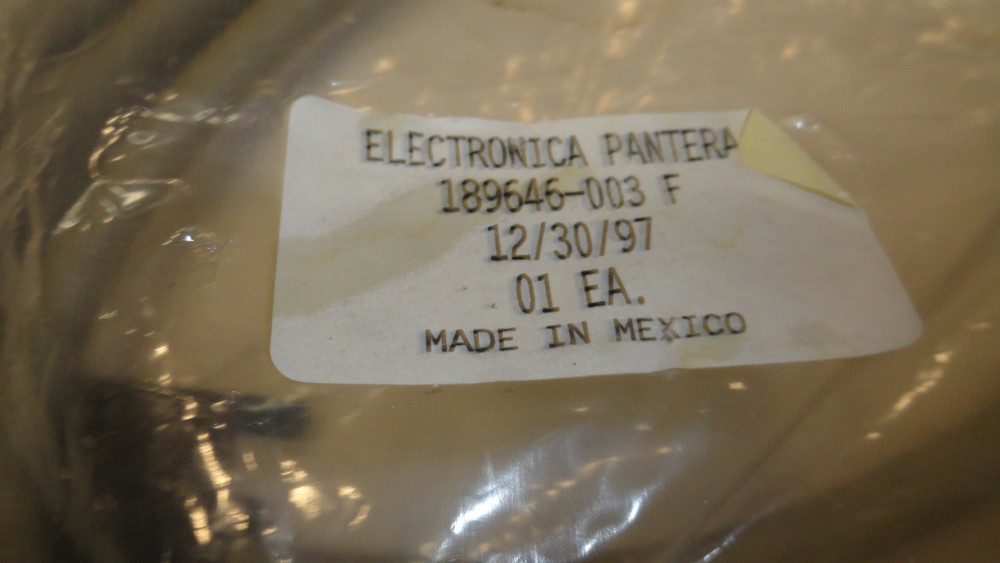 ELECTRONICA PANTERA
189646-003 F
12/30/97
01 EA.
MADE IN MEXICO